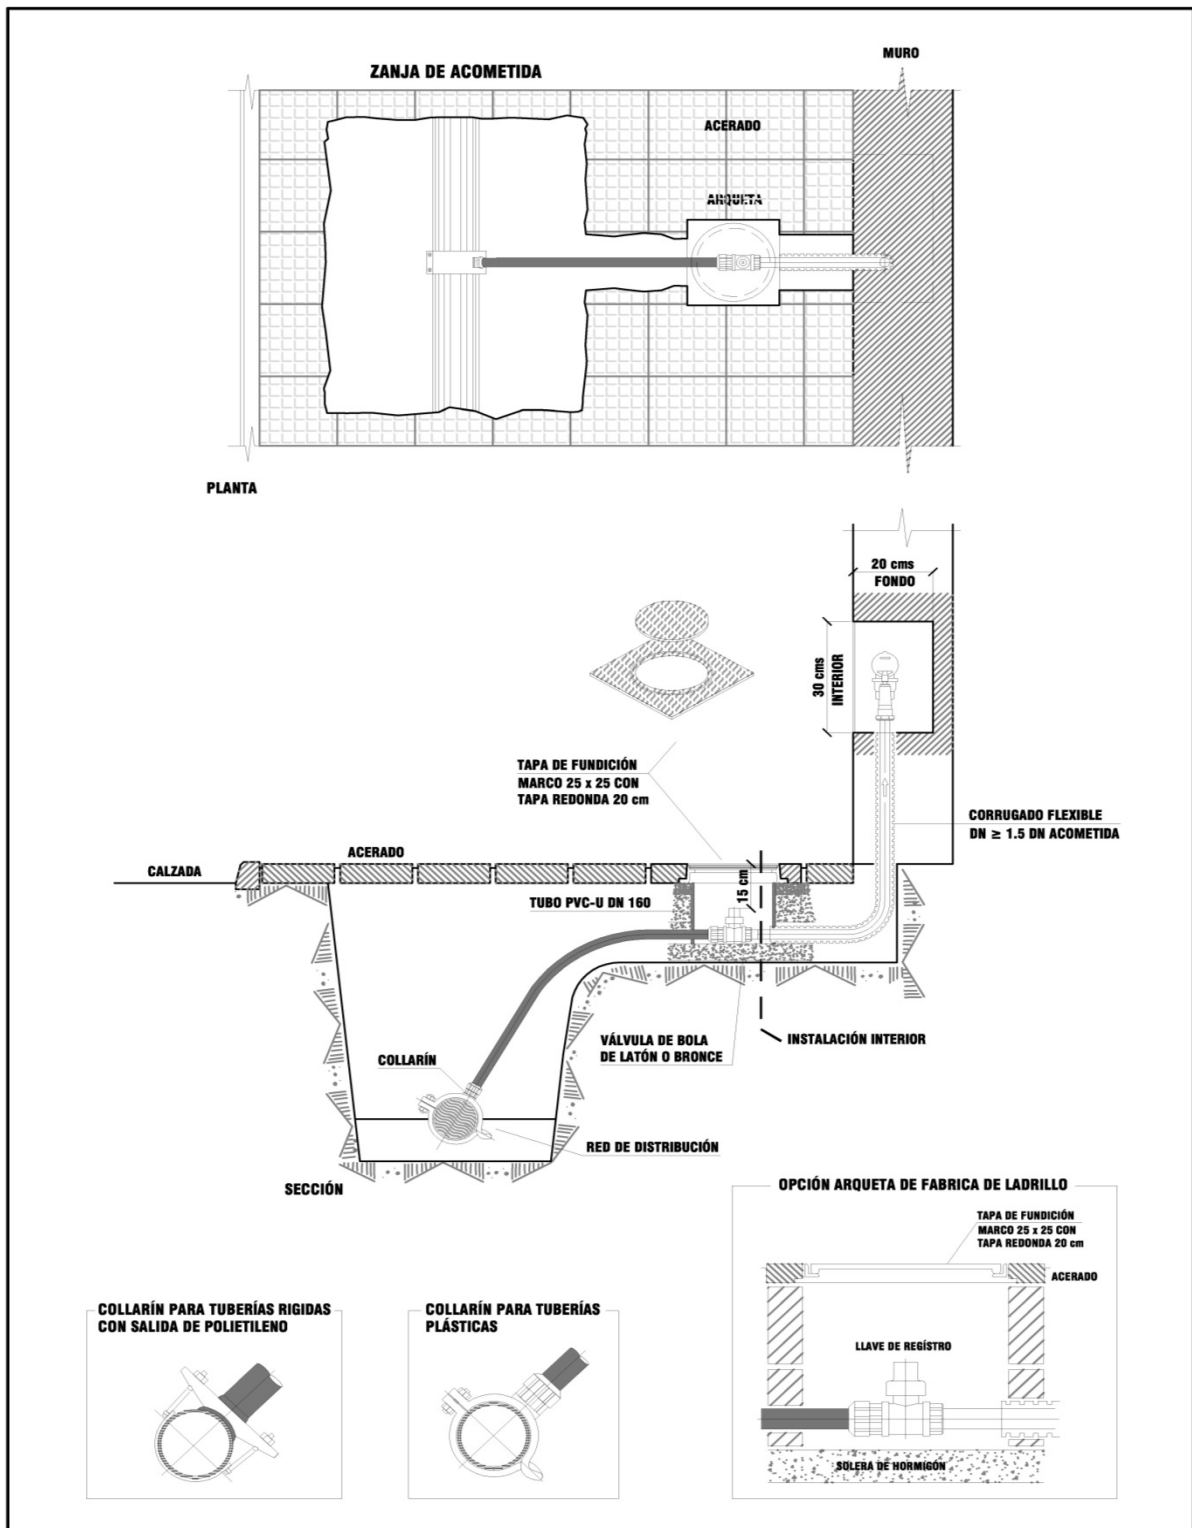 ZANJA DE ACOMETIDA
MURO
ACERADO
ARQUETA
PLANTA
20 cms
FONDO
30 cms
INTERIOR
TAPA DE FUNDICIÓN
MARCO 25 x 25 CON
TAPA REDONDA 20 cm
CORRUGADO FLEXIBLE
DN ≥ 1.5 DN ACOMETIDA
ACERADO
CALZADA
15 cm
TUBO PVC-U DN 160
VÁLVULA DE BOLA
DE LATÓN O BRONCE
INSTALACIÓN INTERIOR
COLLARÍN
RED DE DISTRIBUCIÓN
SECCIÓN
OPCIÓN ARQUETA DE FABRICA DE LADRILLO
TAPA DE FUNDICIÓN
MARCO 25 x 25 CON
TAPA REDONDA 20 cm
ACERADO
LLAVE DE REGÍSTRO
SOLERA DE HORMIGÓN
COLLARÍN PARA TUBERÍAS RIGIDAS
CON SALIDA DE POLIETILENO
COLLARÍN PARA TUBERÍAS
PLÁSTICAS